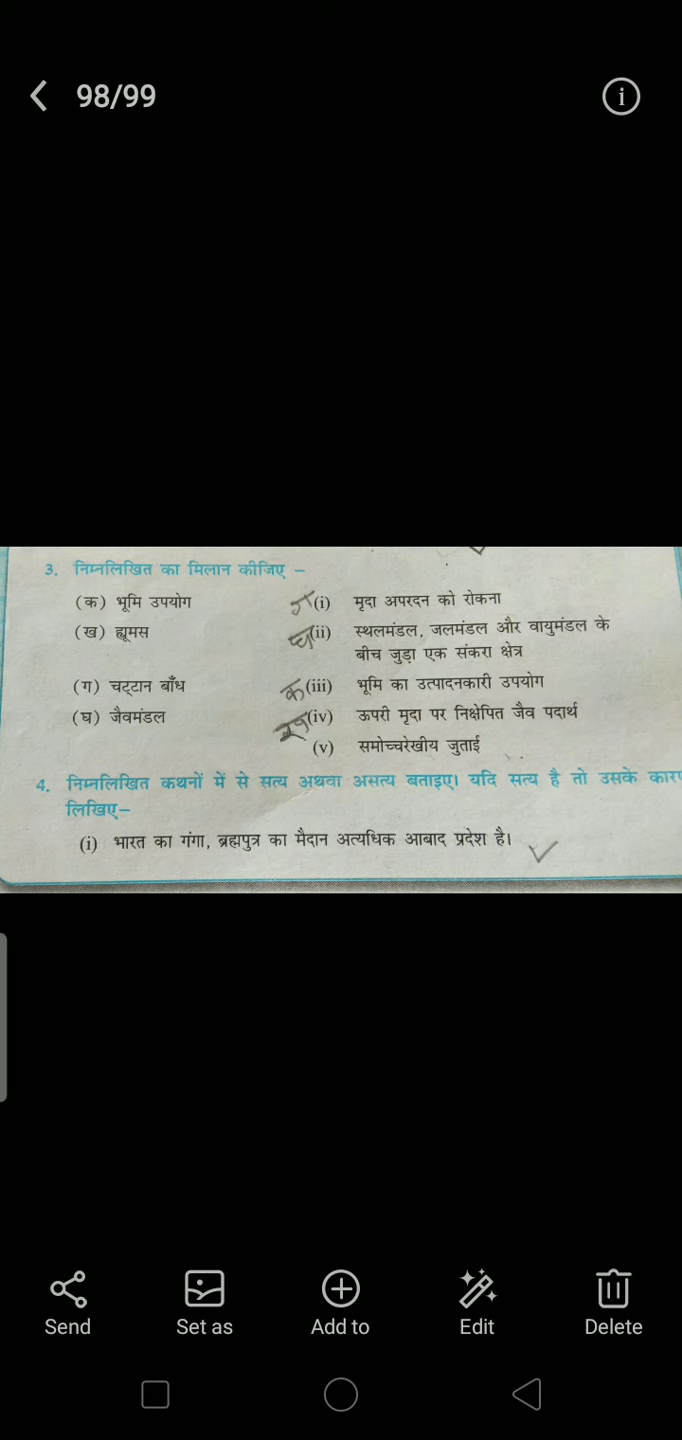 98/99
3. निम्नलिखित का मिलान कीजिए –
(क) भूमि उपयोग ग (i) मृदा अपरदन को रोकना
(ख) ह्यूमस घ (ii) स्थलमंडल, जलमंडल और वायुमंडल के
बीच जुड़ा एक संकरा क्षेत्र
(ग) चट्टान बाँध क (iii) भूमि का उत्पादनकारी उपयोग
(घ) जैवमंडल ख (iv) ऊपरी मृदा पर निक्षेपित जैव पदार्थ
(v) समोच्चरेखीय जुताई
4. निम्नलिखित कथनों में से सत्य अथवा असत्य बताइए। यदि सत्य है तो उसके
लिखिए–
(i) भारत का गंगा, ब्रह्मपुत्र का मैदान अत्यधिक आबाद प्रदेश है।
Send Set as Add to Edit Delete